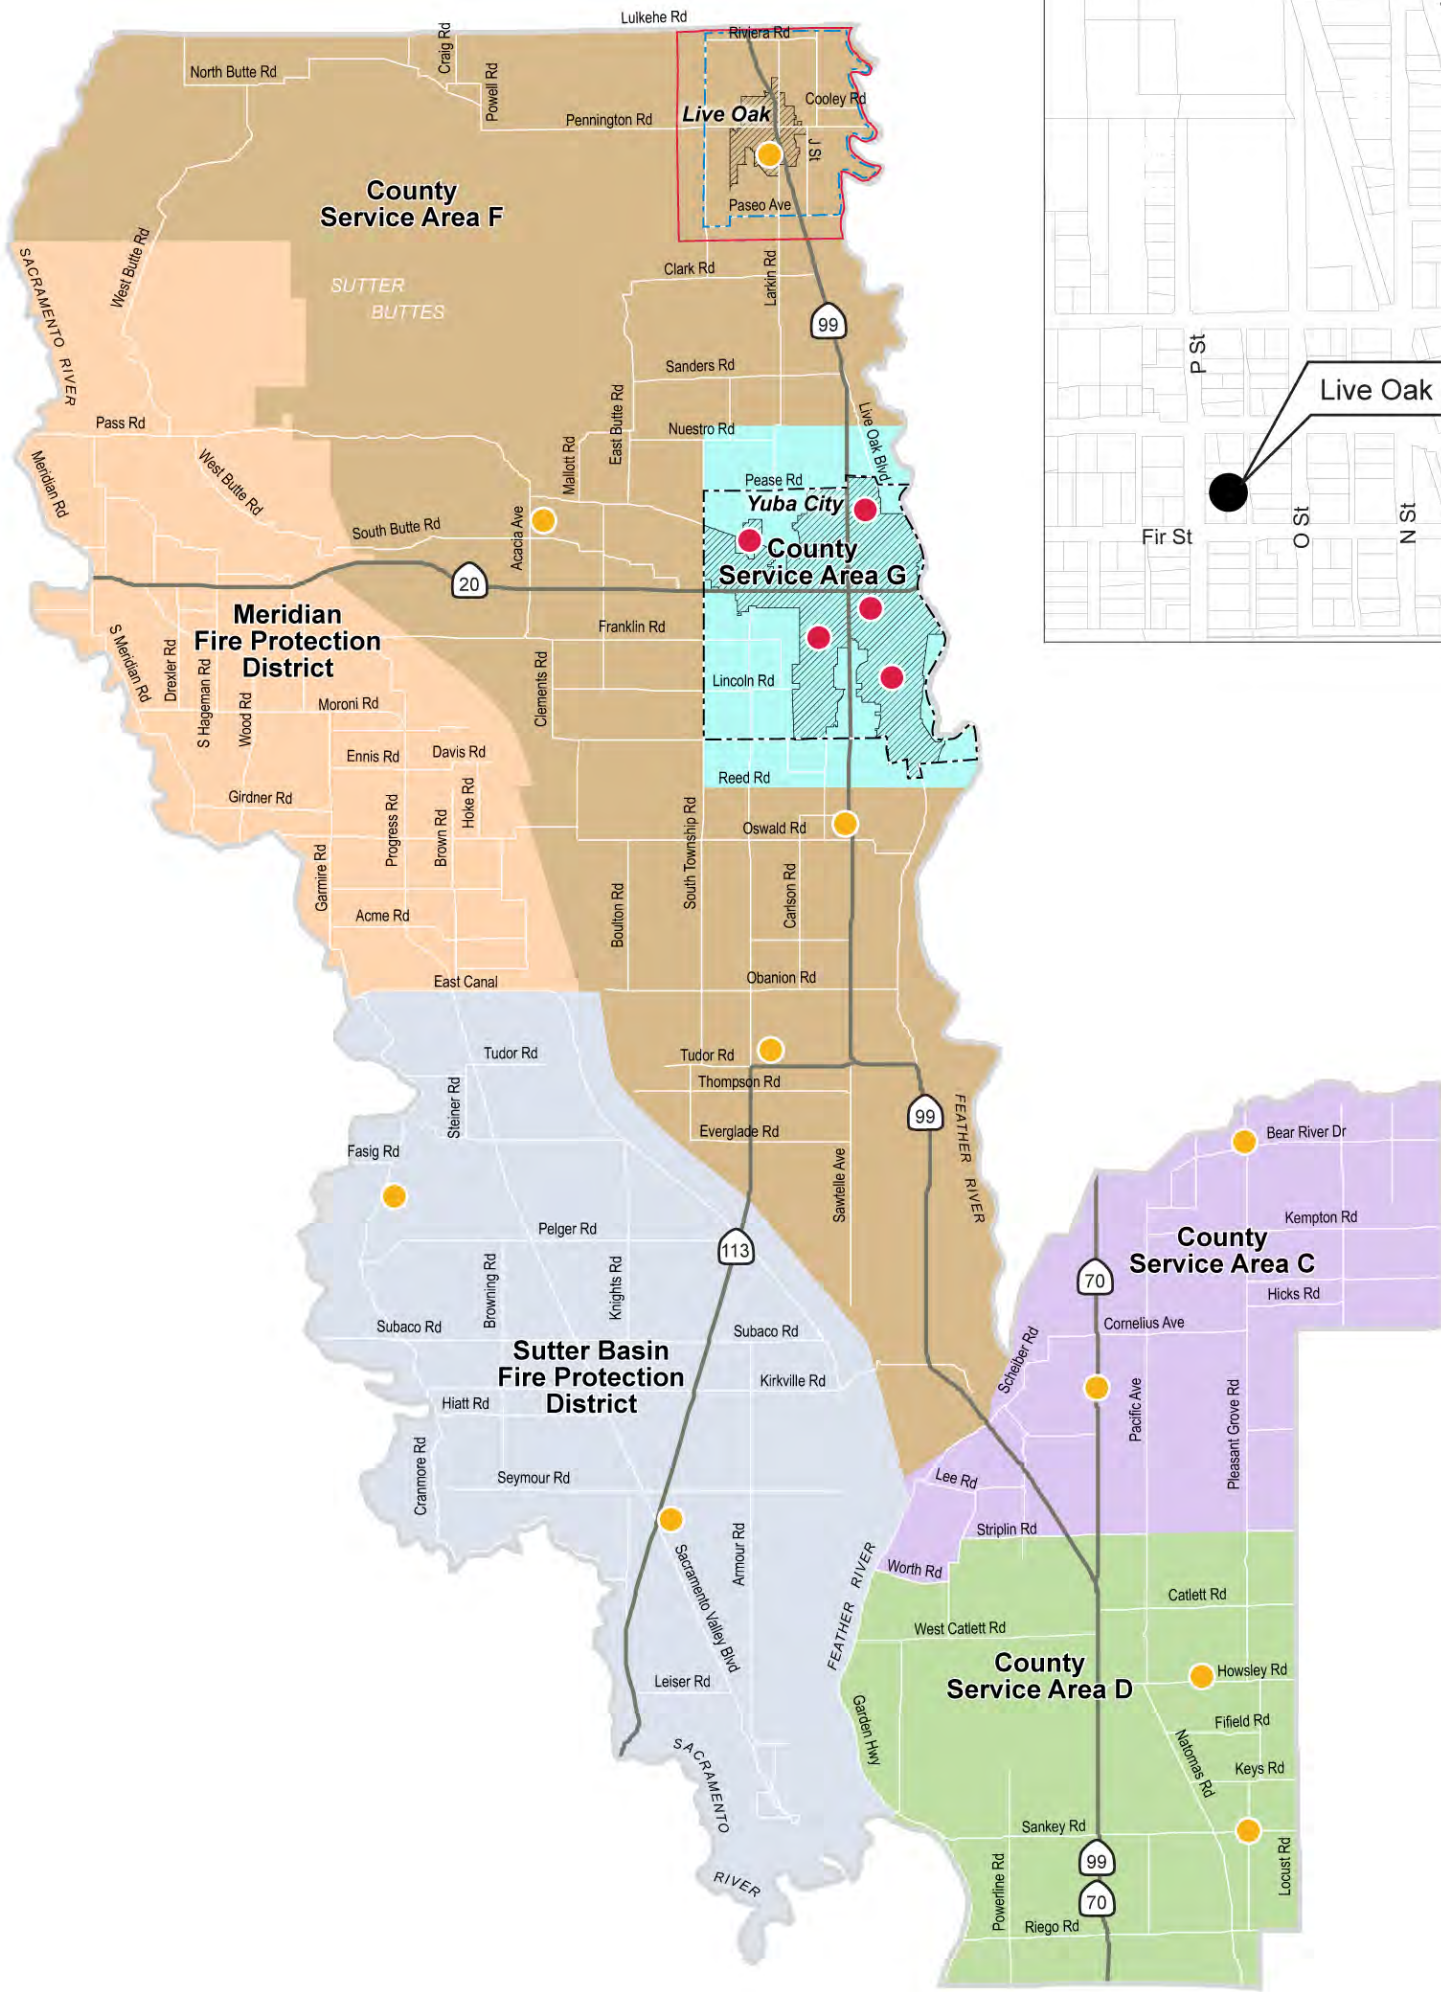 Lulkehe Rd
Riviera Rd
North Butte Rd
Craig Rd
Powell Rd
Pennington Rd
Live Oak
Cooley Rd
J St
Paseo Ave
County
Service Area F
SACRAMENTO RIVER
West Butte Rd
SUTTER
BUTTES
Clark Rd
Larkin Rd
99
Sanders Rd
East Butte Rd
Live Oak Blvd
Nuestro Rd
Mallott Rd
Pass Rd
Meridian Rd
West Butte Rd
Pease Rd
Yuba City
South Butte Rd
Acacia Ave
County
Service Area G
20
Meridian
Fire Protection
District
Franklin Rd
S Meridian Rd
Drexler Rd
S Hageman Rd
Wood Rd
Clements Rd
Lincoln Rd
Moroni Rd
Ennis Rd
Davis Rd
Reed Rd
Girdner Rd
Progress Rd
Brown Rd
Hoke Rd
South Township Rd
Oswald Rd
Garmire Rd
Boulton Rd
Carlson Rd
Acme Rd
East Canal
Obanion Rd
Tudor Rd
Steiner Rd
Tudor Rd
Thompson Rd
99
FEATHER RIVER
Everglade Rd
Fasig Rd
Sawtelle Ave
Pelger Rd
113
Browning Rd
Knights Rd
Subaco Rd
Subaco Rd
Sutter Basin
Fire Protection
District
Kirkville Rd
Hiatt Rd
Cranmore Rd
Seymour Rd
Armour Rd
Sacramento Valley Blvd
FEATHER RIVER
Leiser Rd
SACRAMENTO
RIVER
Bear River Dr
Kempton Rd
County
Service Area C
70
Hicks Rd
Cornelius Ave
Scheiber Rd
Pacific Ave
Pleasant Grove Rd
Lee Rd
Striplin Rd
Worth Rd
Catlett Rd
West Catlett Rd
County
Service Area D
Howsley Rd
Garden Hwy
Fifield Rd
Natomas Rd
Keys Rd
Sankey Rd
99
Powerline Rd
Locust Rd
70
Riego Rd
P St
Live Oak
Fir St
O St
N St